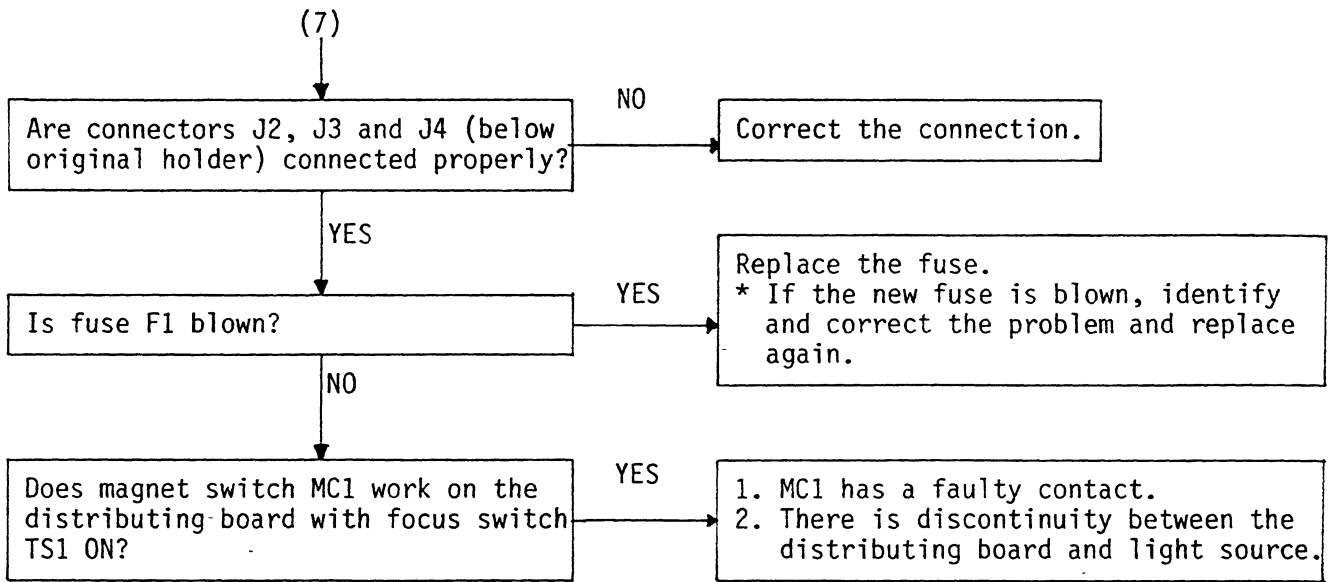 (7)
Are connectors J2, J3 and J4 (below
original holder) connected properly?
NO
Correct the connection.
YES
Is fuse F1 blown?
YES
Replace the fuse.
* If the new fuse is blown, identify
and correct the problem and replace
again.
NO
Does magnet switch MC1 work on the
distributing board with focus switch
TS1 ON?
YES
1. MC1 has a faulty contact.
2. There is discontinuity between the
distributing board and light source.